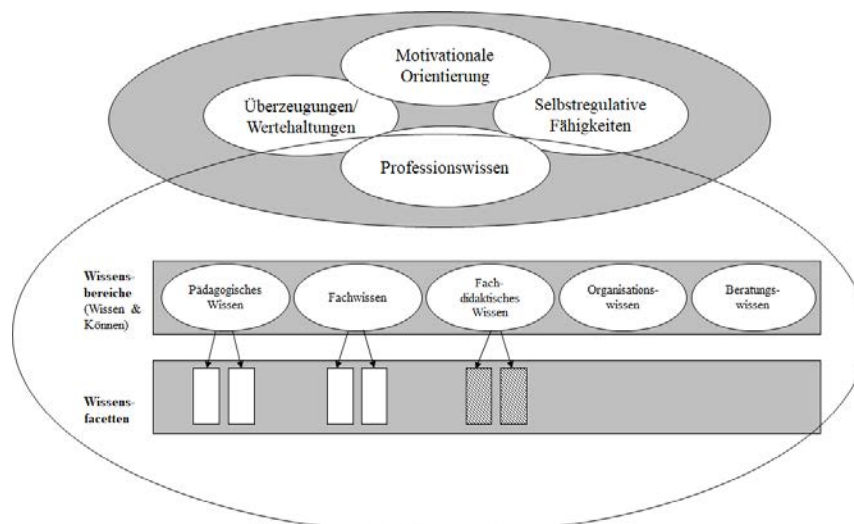 Motivationale
Orientierung
Überzeugungen/
Wertehaltungen
Selbstregulative
Fähigkeiten
Professionswissen
Wissens-
bereiche
(Wissen &
Können)
Pädagogisches
Wissen
Fachwissen
Fach-
didaktisches
Wissen
Organisations-
wissen
Beratungs-
wissen
Wissens-
facetten